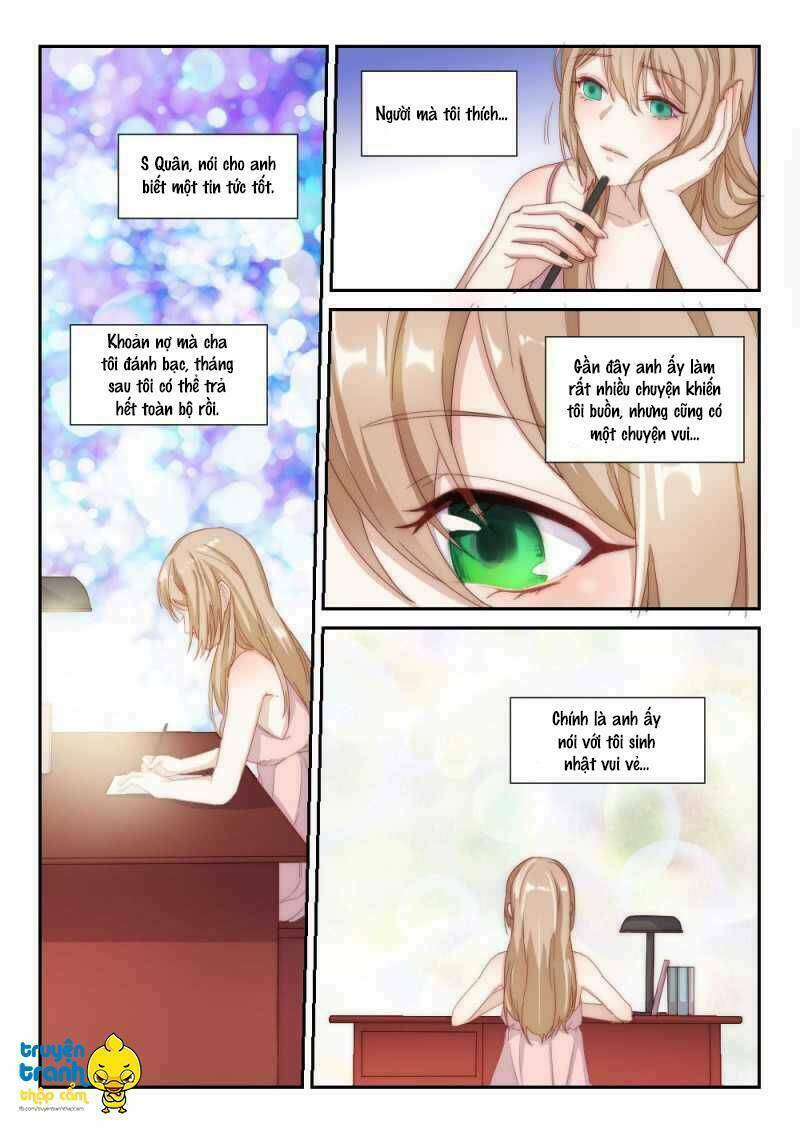 S Quân, nói cho anh
biết một tin tức tốt.
Khoản nợ mà cha
tôi đánh bạc, tháng
sau tôi có thể trả
hết toàn bộ rồi.
Người mà tôi thích...
Gần đây anh ấy làm
rất nhiều chuyện khiến
tôi buồn, nhưng cũng có
một chuyện vui...
Chính là anh ấy
nói với tôi sinh
nhật vui vẻ...
truyện
tranh
thập cẩm
fb.com/truyentranhthapcam